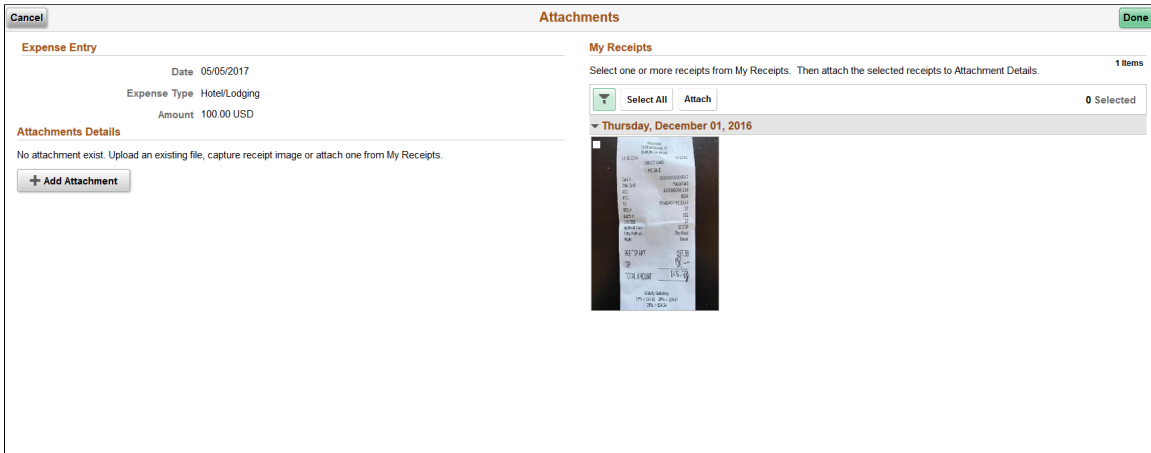 Cancel
Attachments
Done
Expense Entry
Date 05/05/2017
Expense Type Hotel/Lodging
Amount 100.00 USD
Attachments Details
No attachment exist. Upload an existing file, capture receipt image or attach one from My Receipts.
Add Attachment
My Receipts
1 Items
Select one or more receipts from My Receipts. Then attach the selected receipts to Attachment Details.
Select All
Attach
0 Selected
Thursday, December 01, 2016
CREDIT CARD
TIP
TOTAL AMOUNT